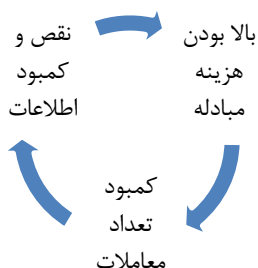 بالا بودن
هزینه
مبادله
کمبود
تعداد
معاملات
نقص و
کمبود
اطلاعات